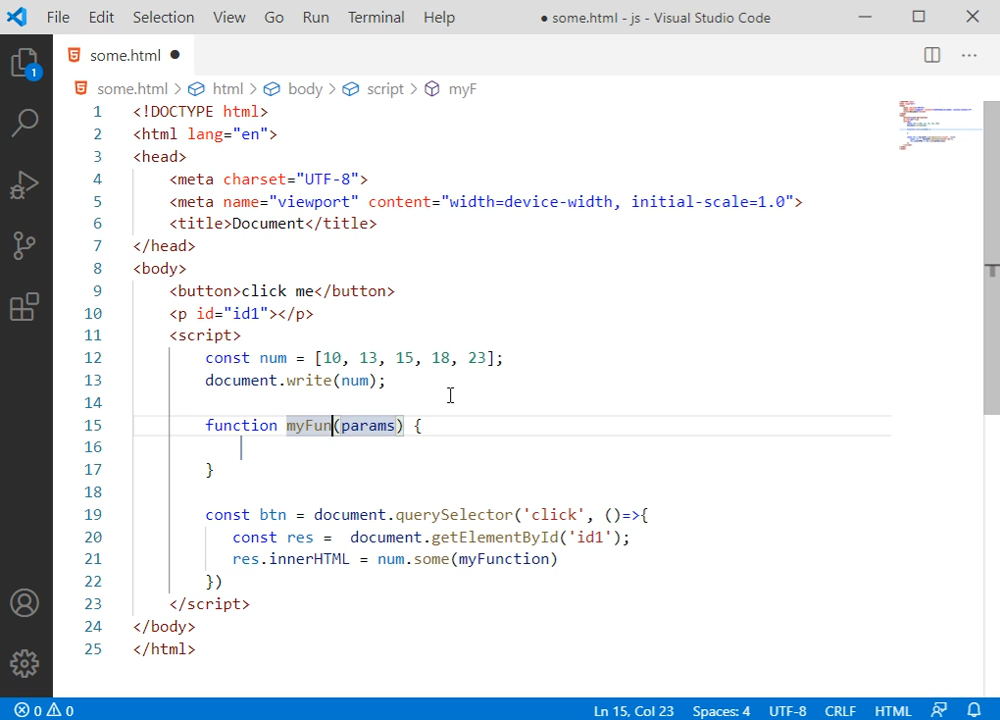 File Edit Selection View Go Run Terminal Help ● some.html - js - Visual Studio Code
some.html ●
some.html > html > body > script > myF
1 <!DOCTYPE html>
2 <html lang="en">
3 <head>
4 <meta charset="UTF-8">
5 <meta name="viewport" content="width=device-width, initial-scale=1.0">
6 <title>Document</title>
7 </head>
8 <body>
9 <button>click me</button>
10 <p id="id1"></p>
11 <script>
12 const num = [10, 13, 15, 18, 23];
13 document.write(num);
14
15 function myFun(params) {
16
17 }
18
19 const btn = document.querySelector('click', ()=>{
20 const res =  document.getElementById('id1');
21 res.innerHTML = num.some(myFunction)
22 })
23 </script>
24 </body>
25 </html>
1
0 0 Ln 15, Col 23 Spaces: 4 UTF-8 CRLF HTML